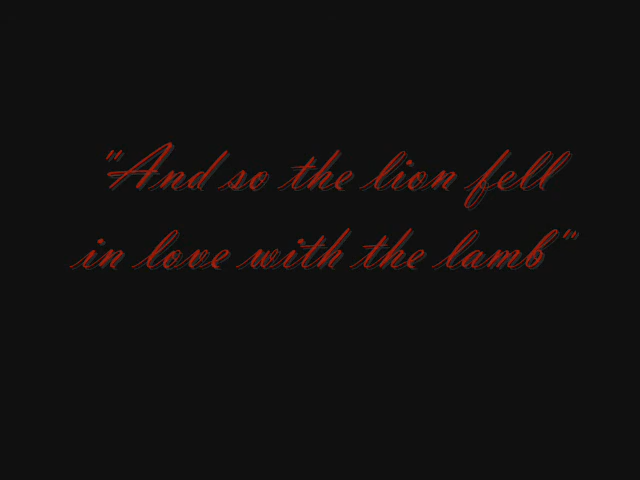 "And so the lion fell
in love with the lamb"